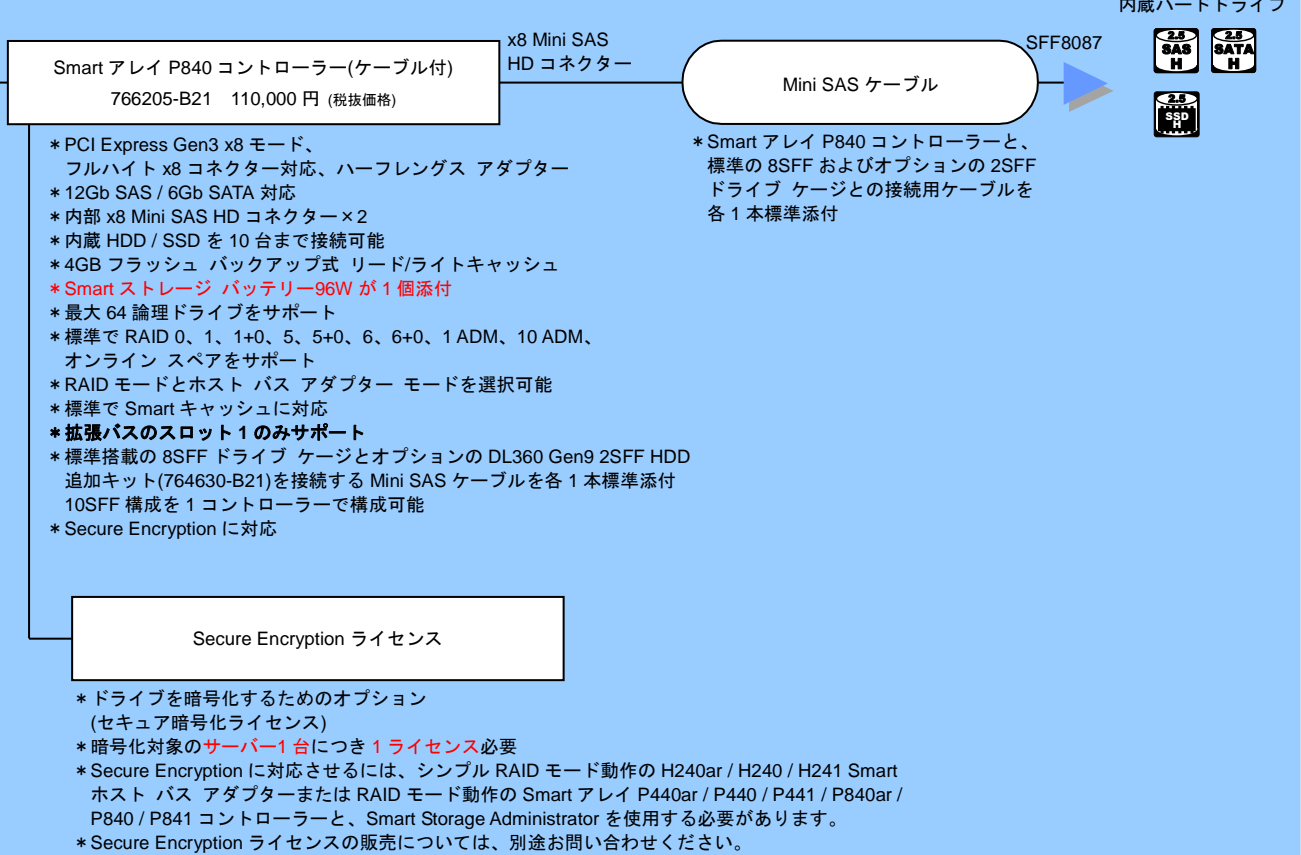 内蔵ハードドライブ
Smart アレイ P840 コントローラー(ケーブル付)
766205-B21 110,000 円 (税抜価格)
x8 Mini SAS
HD コネクター
Mini SAS ケーブル
SFF8087
2.5
SAS
H
2.5
SATA
H
2.5
SSD
H
*PCI Express Gen3 x8 モード、
フルハイト x8 コネクター対応、ハーフレングス アダプター
*12Gb SAS / 6Gb SATA 対応
*内部 x8 Mini SAS HD コネクター×2
*内蔵 HDD / SSD を 10 台まで接続可能
*4GB フラッシュ バックアップ式 リード/ライトキャッシュ
*Smart ストレージ バッテリー96W が 1 個添付
*最大 64 論理ドライブをサポート
*標準で RAID 0、1、1+0、5、5+0、6、6+0、1 ADM、10 ADM、
オンライン スペアをサポート
*RAID モードとホスト バス アダプター モードを選択可能
*標準で Smart キャッシュに対応
*拡張バスのスロット 1 のみサポート
*標準搭載の 8SFF ドライブ ケージとオプションの DL360 Gen9 2SFF HDD
追加キット(764630-B21)を接続する Mini SAS ケーブルを各 1 本標準添付
10SFF 構成を 1 コントローラーで構成可能
*Secure Encryption に対応
*Smart アレイ P840 コントローラーと、
標準の 8SFF およびオプションの 2SFF
ドライブ ケージとの接続用ケーブルを
各 1 本標準添付
Secure Encryption ライセンス
*ドライブを暗号化するためのオプション
(セキュア暗号化ライセンス)
*暗号化対象のサーバー1 台につき 1 ライセンス必要
*Secure Encryption に対応させるには、シンプル RAID モード動作の H240ar / H240 / H241 Smart
ホスト バス アダプターまたは RAID モード動作の Smart アレイ P440ar / P440 / P441 / P840ar /
P840 / P841 コントローラーと、Smart Storage Administrator を使用する必要があります。
*Secure Encryption ライセンスの販売については、別途お問い合わせください。